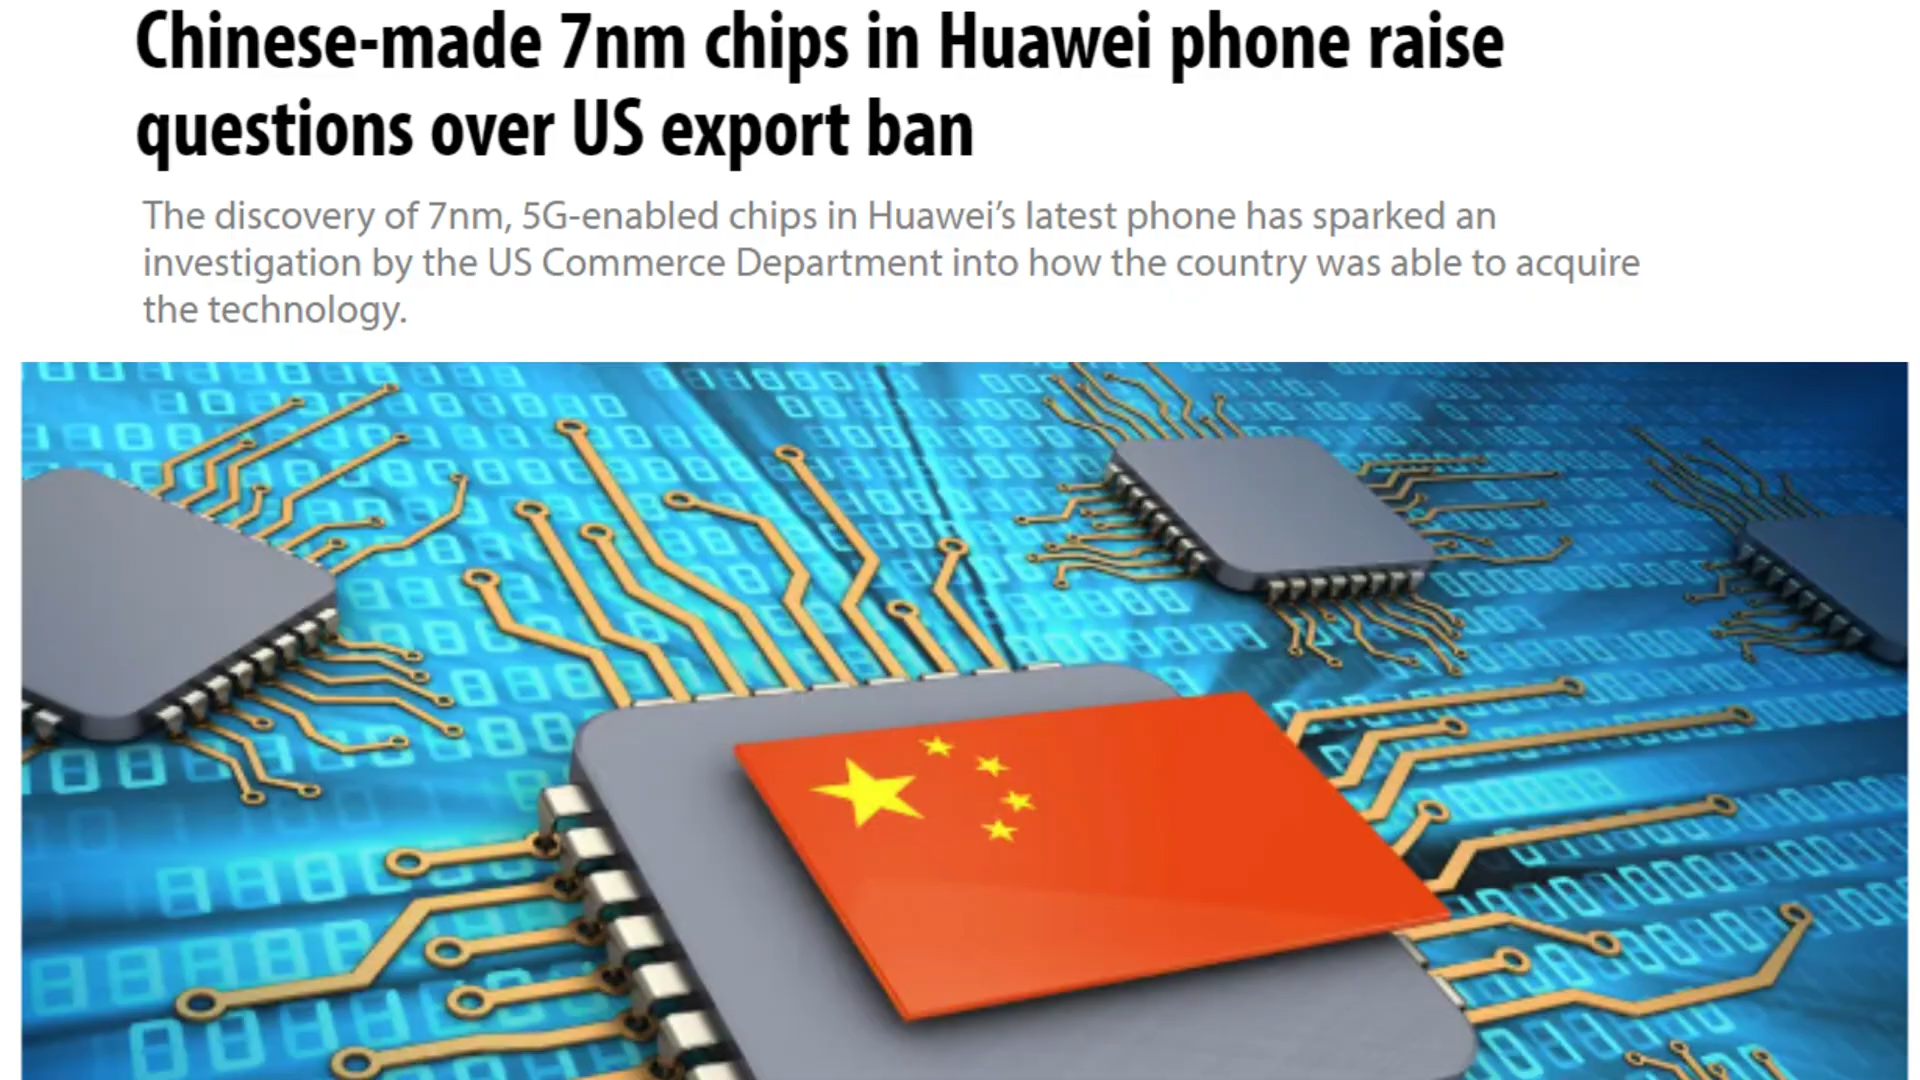 Chinese-made 7nm chips in Huawei phone raise
questions over US export ban
The discovery of 7nm, 5G-enabled chips in Huawei’s latest phone has sparked an
investigation by the US Commerce Department into how the country was able to acquire
the technology.